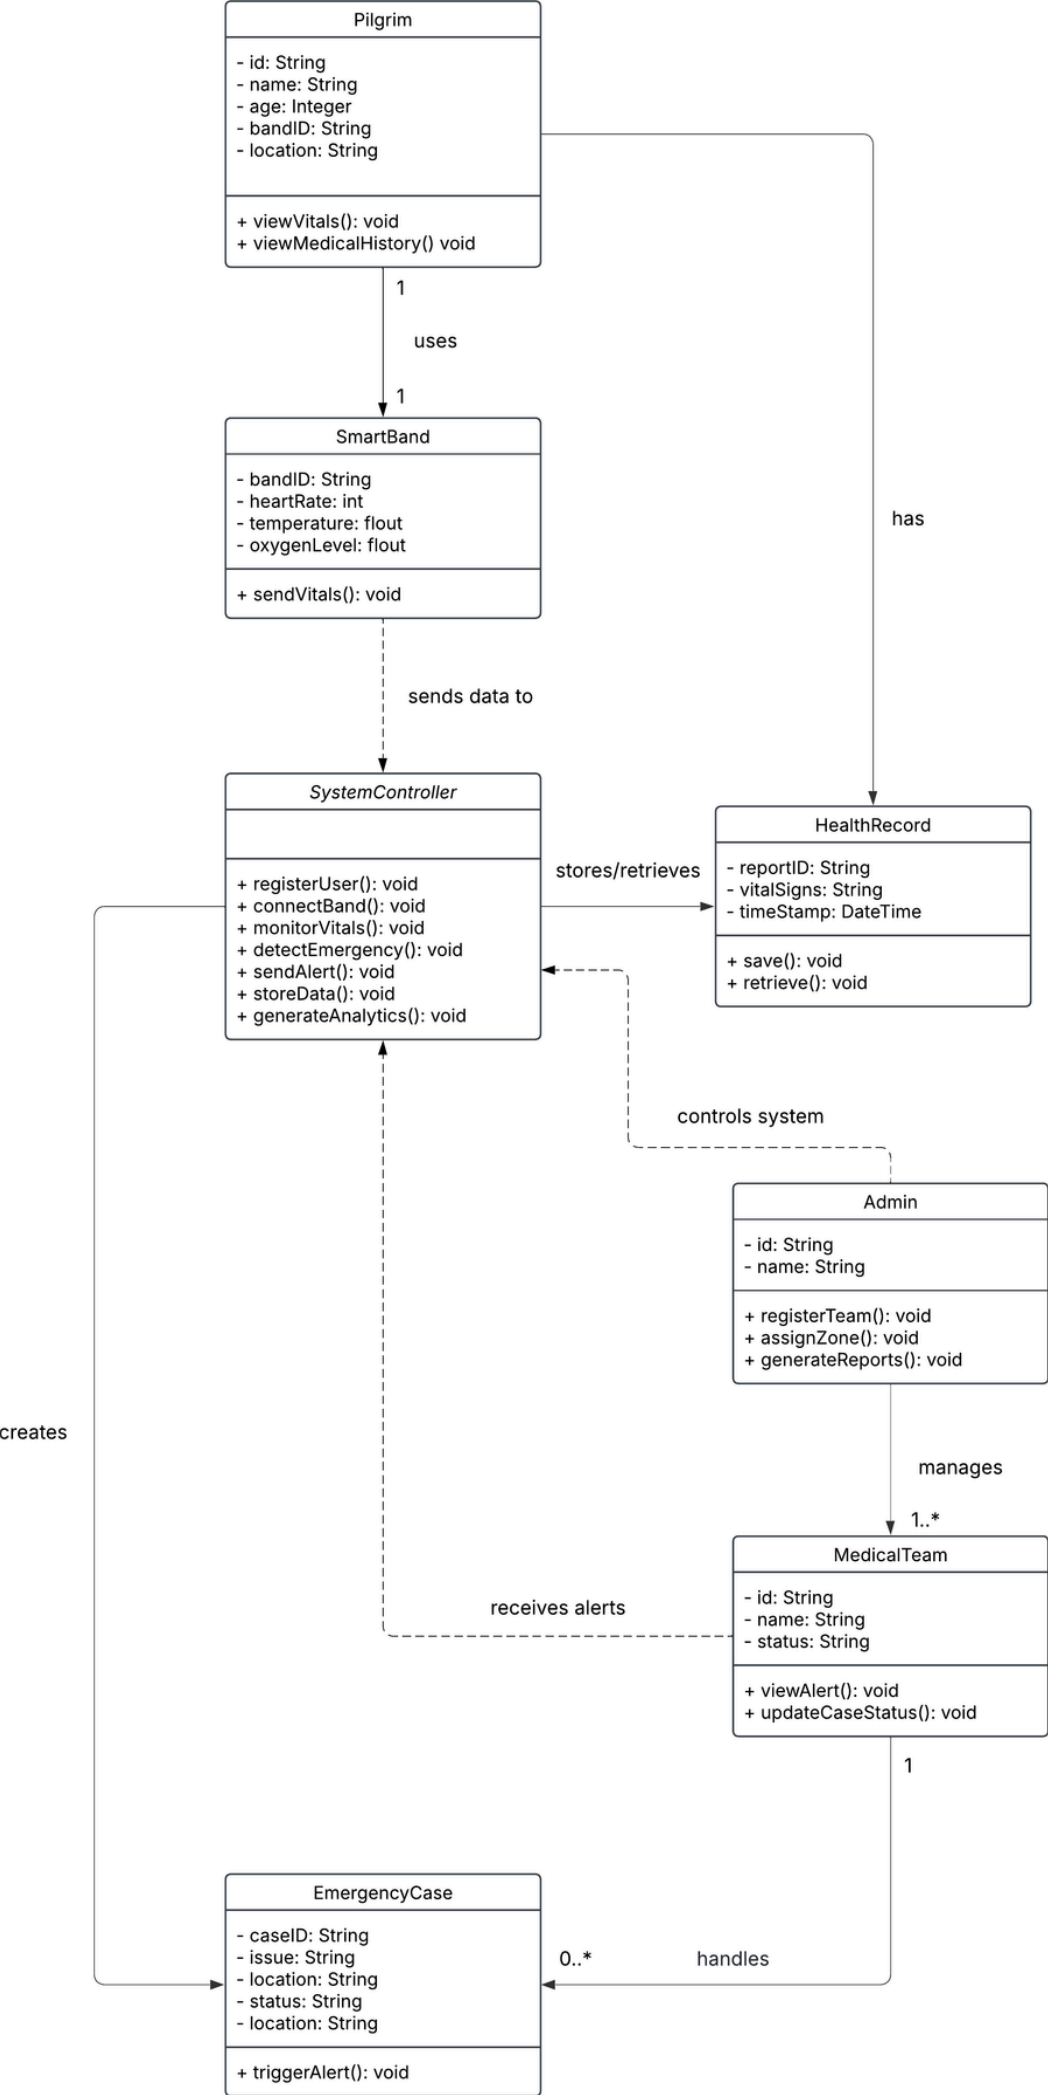 Pilgrim
- id: String
- name: String
- age: Integer
- bandID: String
- location: String
+ viewVitals(): void
+ viewMedicalHistory() void
1
uses
1
SmartBand
- bandID: String
- heartRate: int
- temperature: flout
- oxygenLevel: flout
+ sendVitals(): void
has
sends data to
SystemController
+ registerUser(): void
+ connectBand(): void
+ monitorVitals(): void
+ detectEmergency(): void
+ sendAlert(): void
+ storeData(): void
+ generateAnalytics(): void
stores/retrieves
HealthRecord
- reportID: String
- vitalSigns: String
- timeStamp: DateTime
+ save(): void
+ retrieve(): void
controls system
Admin
- id: String
- name: String
+ registerTeam(): void
+ assignZone(): void
+ generateReports(): void
creates
manages
1..*
MedicalTeam
- id: String
- name: String
- status: String
+ viewAlert(): void
+ updateCaseStatus(): void
receives alerts
1
EmergencyCase
- caseID: String
- issue: String
- location: String
- status: String
- location: String
+ triggerAlert(): void
0..*
handles